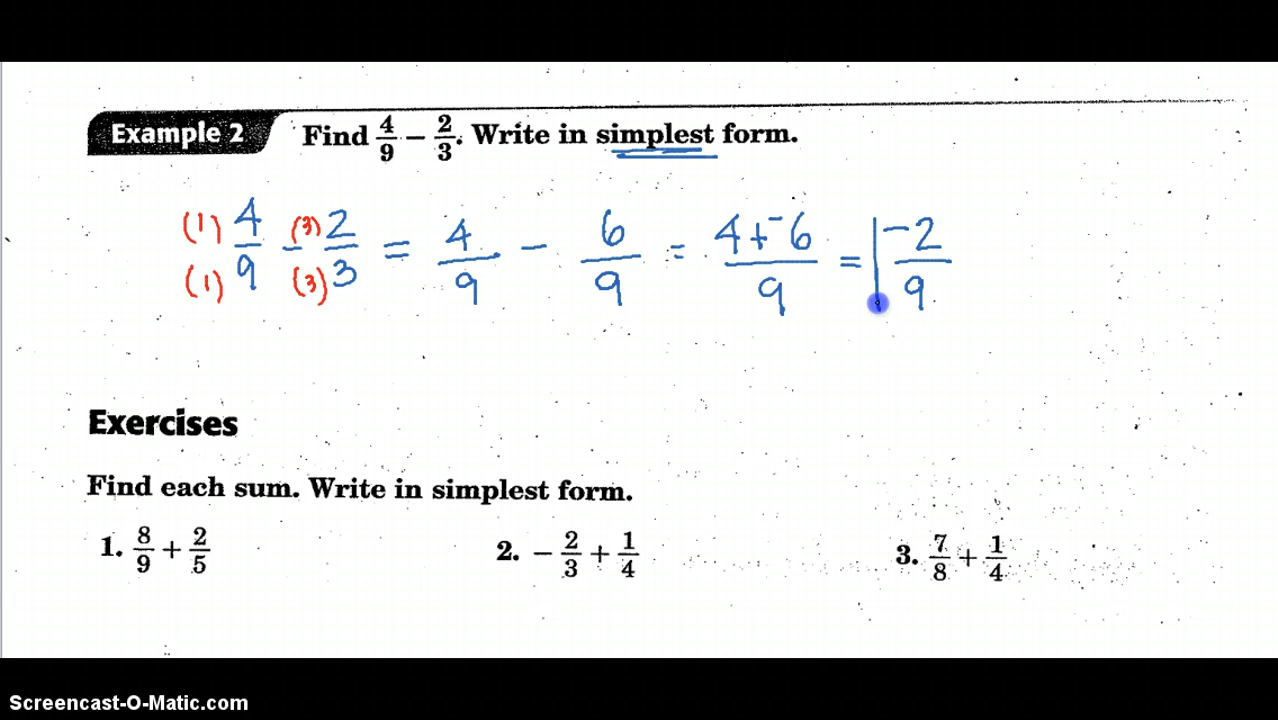 Example 2 Find 4/9 − 2/3. Write in simplest form.
(1)/(1) 4/9 − (3)/(3) 2/3 = 4/9 − 6/9 = (4 + −6)/9 = −2/9
Exercises
Find each sum. Write in simplest form.
1. 8/9 + 2/5 2. − 2/3 + 1/4 3. 7/8 + 1/4
Screencast-O-Matic.com